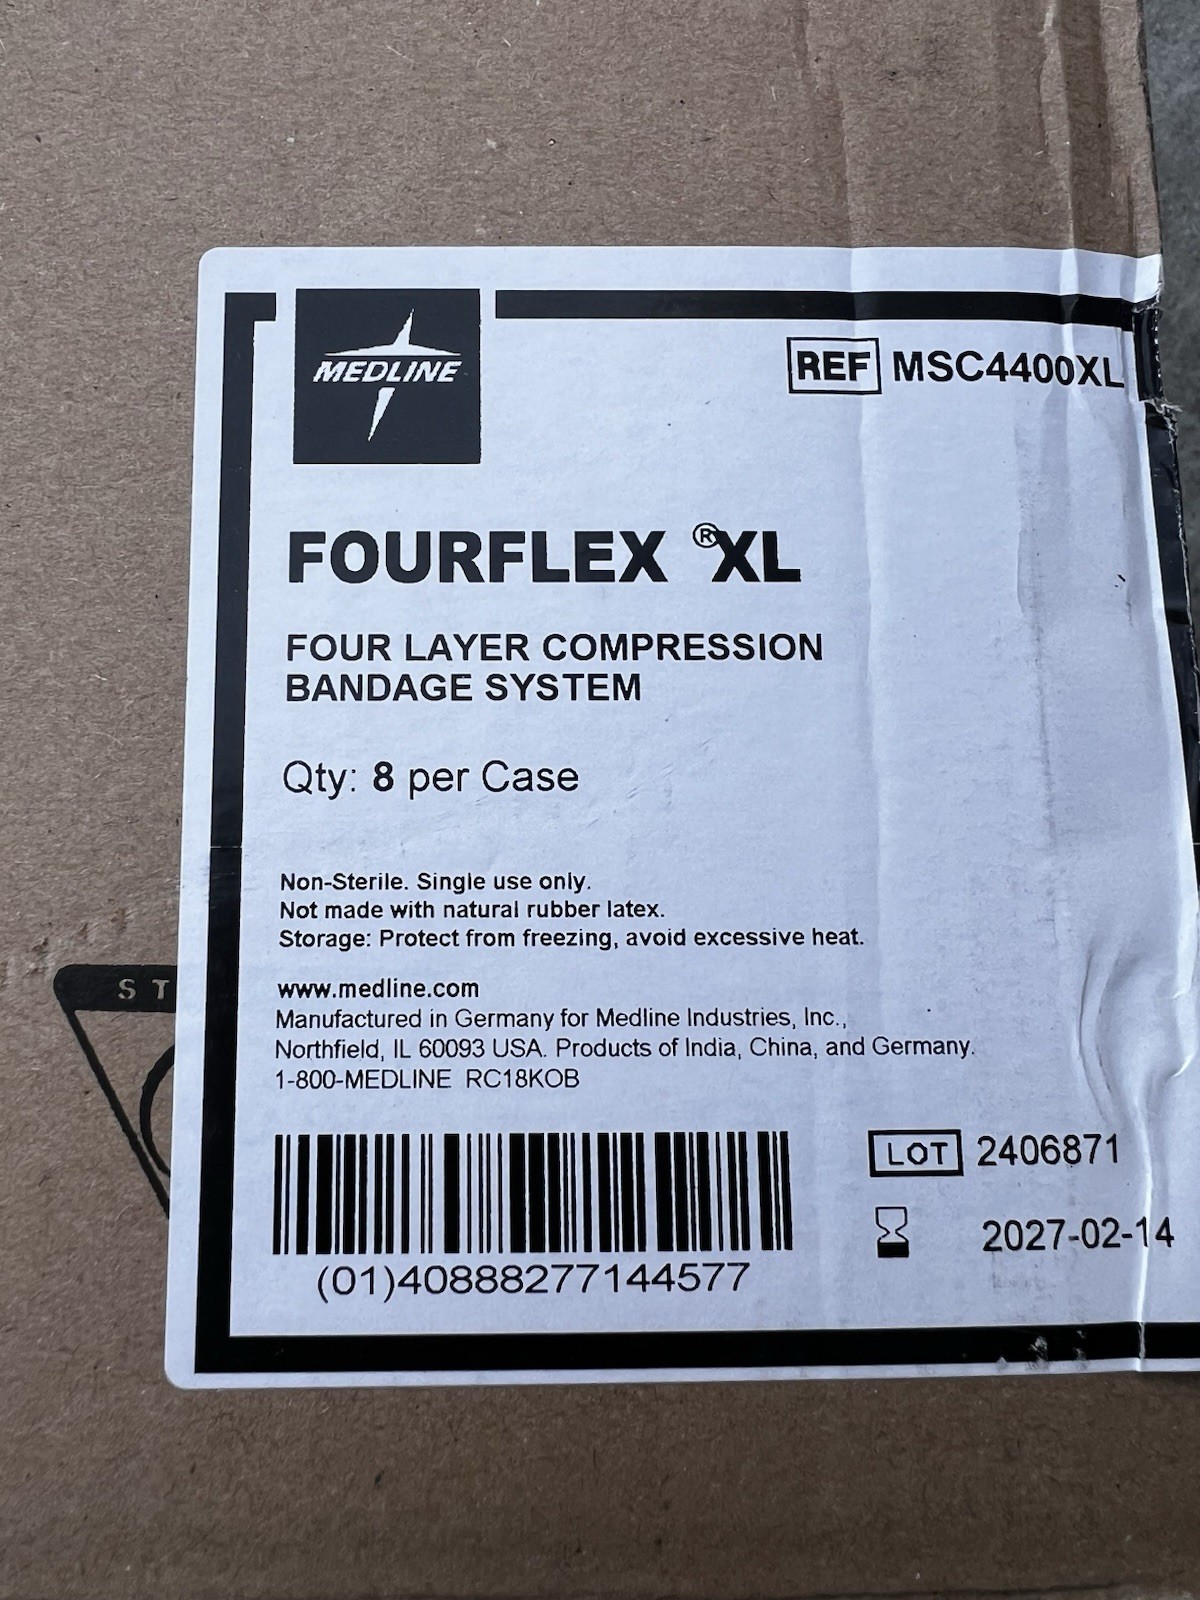 MEDLINE
REF MSC4400XL
FOURFLEX ®XL
FOUR LAYER COMPRESSION
BANDAGE SYSTEM
Qty: 8 per Case
Non-Sterile. Single use only.
Not made with natural rubber latex.
Storage: Protect from freezing, avoid excessive heat.
www.medline.com
Manufactured in Germany for Medline Industries, Inc.,
Northfield, IL 60093 USA. Products of India, China, and Germany.
1-800-MEDLINE RC18KOB
ST
LOT 2406871
2027-02-14
(01)40888277144577